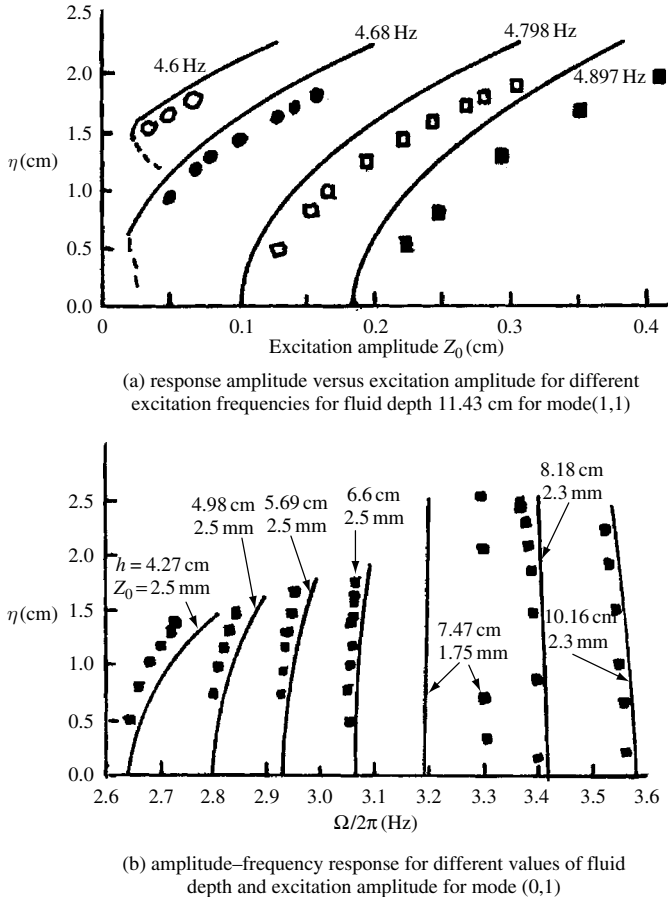 2.5
2.0
1.5
η (cm)
1.0
0.5
0.0
4.6 Hz
4.68 Hz
4.798 Hz
4.897 Hz
0 0.1 0.2 0.3 0.4
Excitation amplitude Z0 (cm)
(a) response amplitude versus excitation amplitude for different
excitation frequencies for fluid depth 11.43 cm for mode(1,1)
2.5
2.0
1.5
η (cm)
1.0
0.5
0.0
h = 4.27 cm
Z0 = 2.5 mm
4.98 cm
2.5 mm
5.69 cm
2.5 mm
6.6 cm
2.5 mm
7.47 cm
1.75 mm
8.18 cm
2.3 mm
10.16 cm
2.3 mm
2.6 2.7 2.8 2.9 3.0 3.1 3.2 3.3 3.4 3.5 3.6
Ω/2π (Hz)
(b) amplitude–frequency response for different values of fluid
depth and excitation amplitude for mode (0,1)